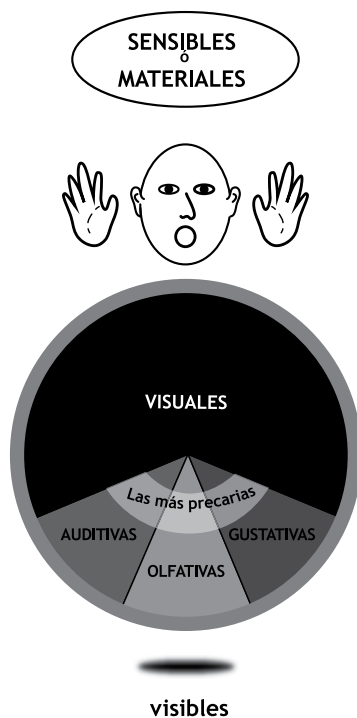 SENSIBLES
ó
MATERIALES
VISUALES
Las más precarias
AUDITIVAS
GUSTATIVAS
OLFATIVAS
visibles